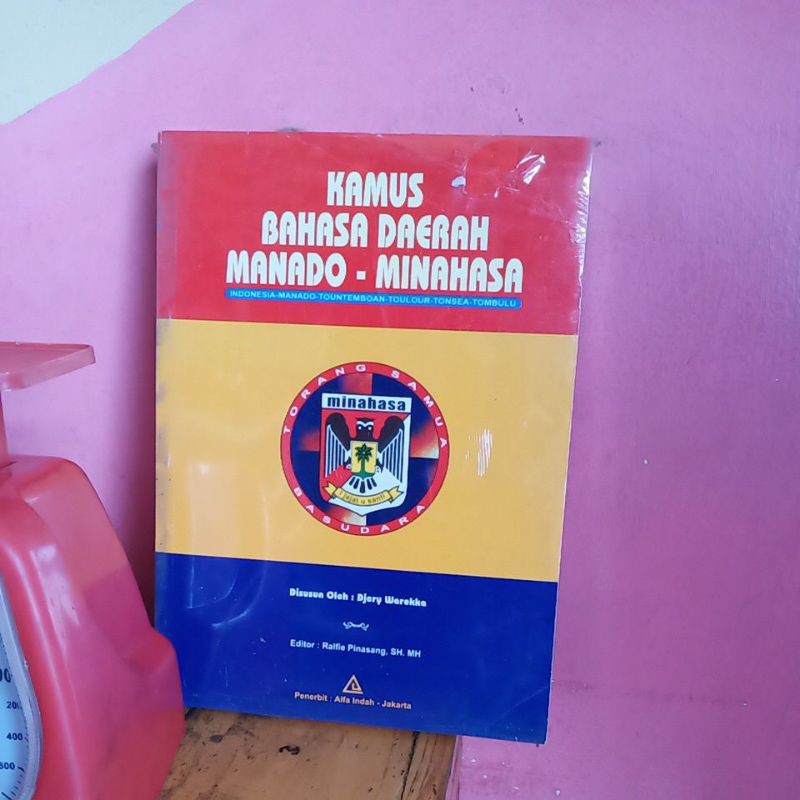 KAMUS
BAHASA DAERAH
MANADO - MINAHASA
INDONESIA-MANADO-TOUNTEMBOAN-TOULOUR-TONSEA-TOMBULU
TORANG SAMUA
minahasa
i jajat u santi
BASUDARA
Disusun Oleh : Djery Werokka
Editor : Ralfie Pinasang, SH. MH
Penerbit : Alfa Indah - Jakarta
400